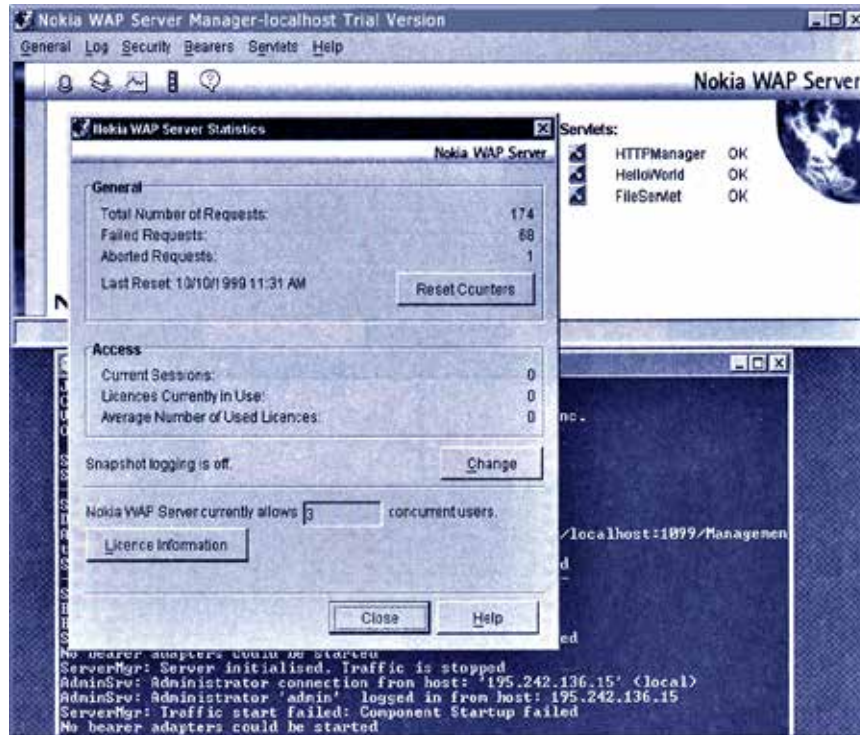 Nokia WAP Server Manager-localhost Trial Version
General Log Security Bearers Servlets Help
Nokia WAP Server
Nokia WAP Server Statistics
Nokia WAP Server
General
Total Number of Requests: 174
Failed Requests: 68
Aborted Requests: 1
Last Reset: 10/10/1999 11:31 AM
Reset Counters
Access
Current Sessions: 0
Licences Currently in Use: 0
Average Number of Used Licences: 0
Snapshot logging is off.
Change
Nokia WAP Server currently allows 3 concurrent users.
Licence Information
Close
Help
Servlets:
HTTPManager OK
HelloWorld OK
FileServlet OK
nc.
/localhost:1099/Managemen
d
ed
No bearer adapters could be started
ServerMgr: Server initialised. Traffic is stopped
AdminSrv: Administrator connection from host: '195.242.136.15' (local)
AdminSrv: Administrator 'admin' logged in from host: 195.242.136.15
ServerMgr: Traffic start failed: Component Startup failed
No bearer adapters could be started